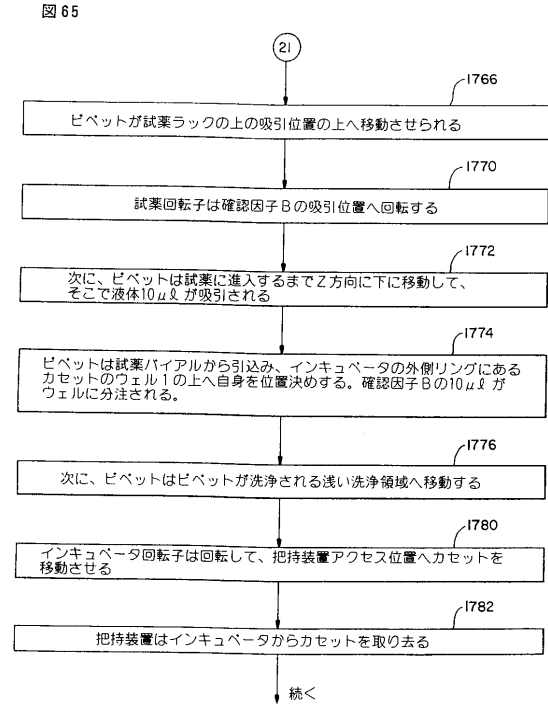 図65
21
1766
ピペットが試薬ラックの上の吸引位置の上へ移動させられる
1770
試薬回転子は確認因子Bの吸引位置へ回転する
1772
次に、ピペットは試薬に進入するまでZ方向に下に移動して、
そこで液体10μℓが吸引される
1774
ピペットは試薬バイアルから引込み、インキュベータの外側リングにある
カセットのウェル1の上へ自身を位置決めする。確認因子Bの10μℓが
ウェルに分注される。
1776
次に、ピペットはピペットが洗浄される浅い洗浄領域へ移動する
1780
インキュベータ回転子は回転して、把持装置アクセス位置へカセットを
移動させる
1782
把持装置はインキュベータからカセットを取り去る
続く